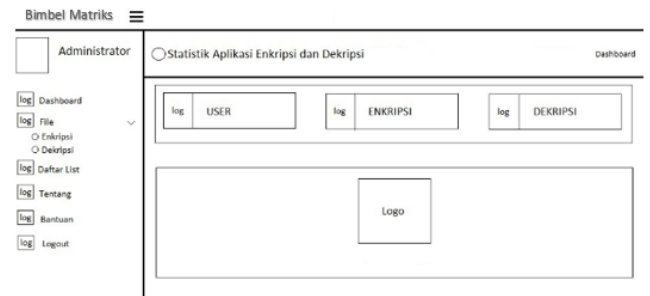 Bimbel Matriks
Administrator
Statistik Aplikasi Enkripsi dan Dekripsi
Dashboard
log Dashboard
log File
Enkripsi
Dekripsi
log Daftar List
log Tentang
log Bantuan
log Logout
log USER
log ENKRIPSI
log DEKRIPSI
Logo